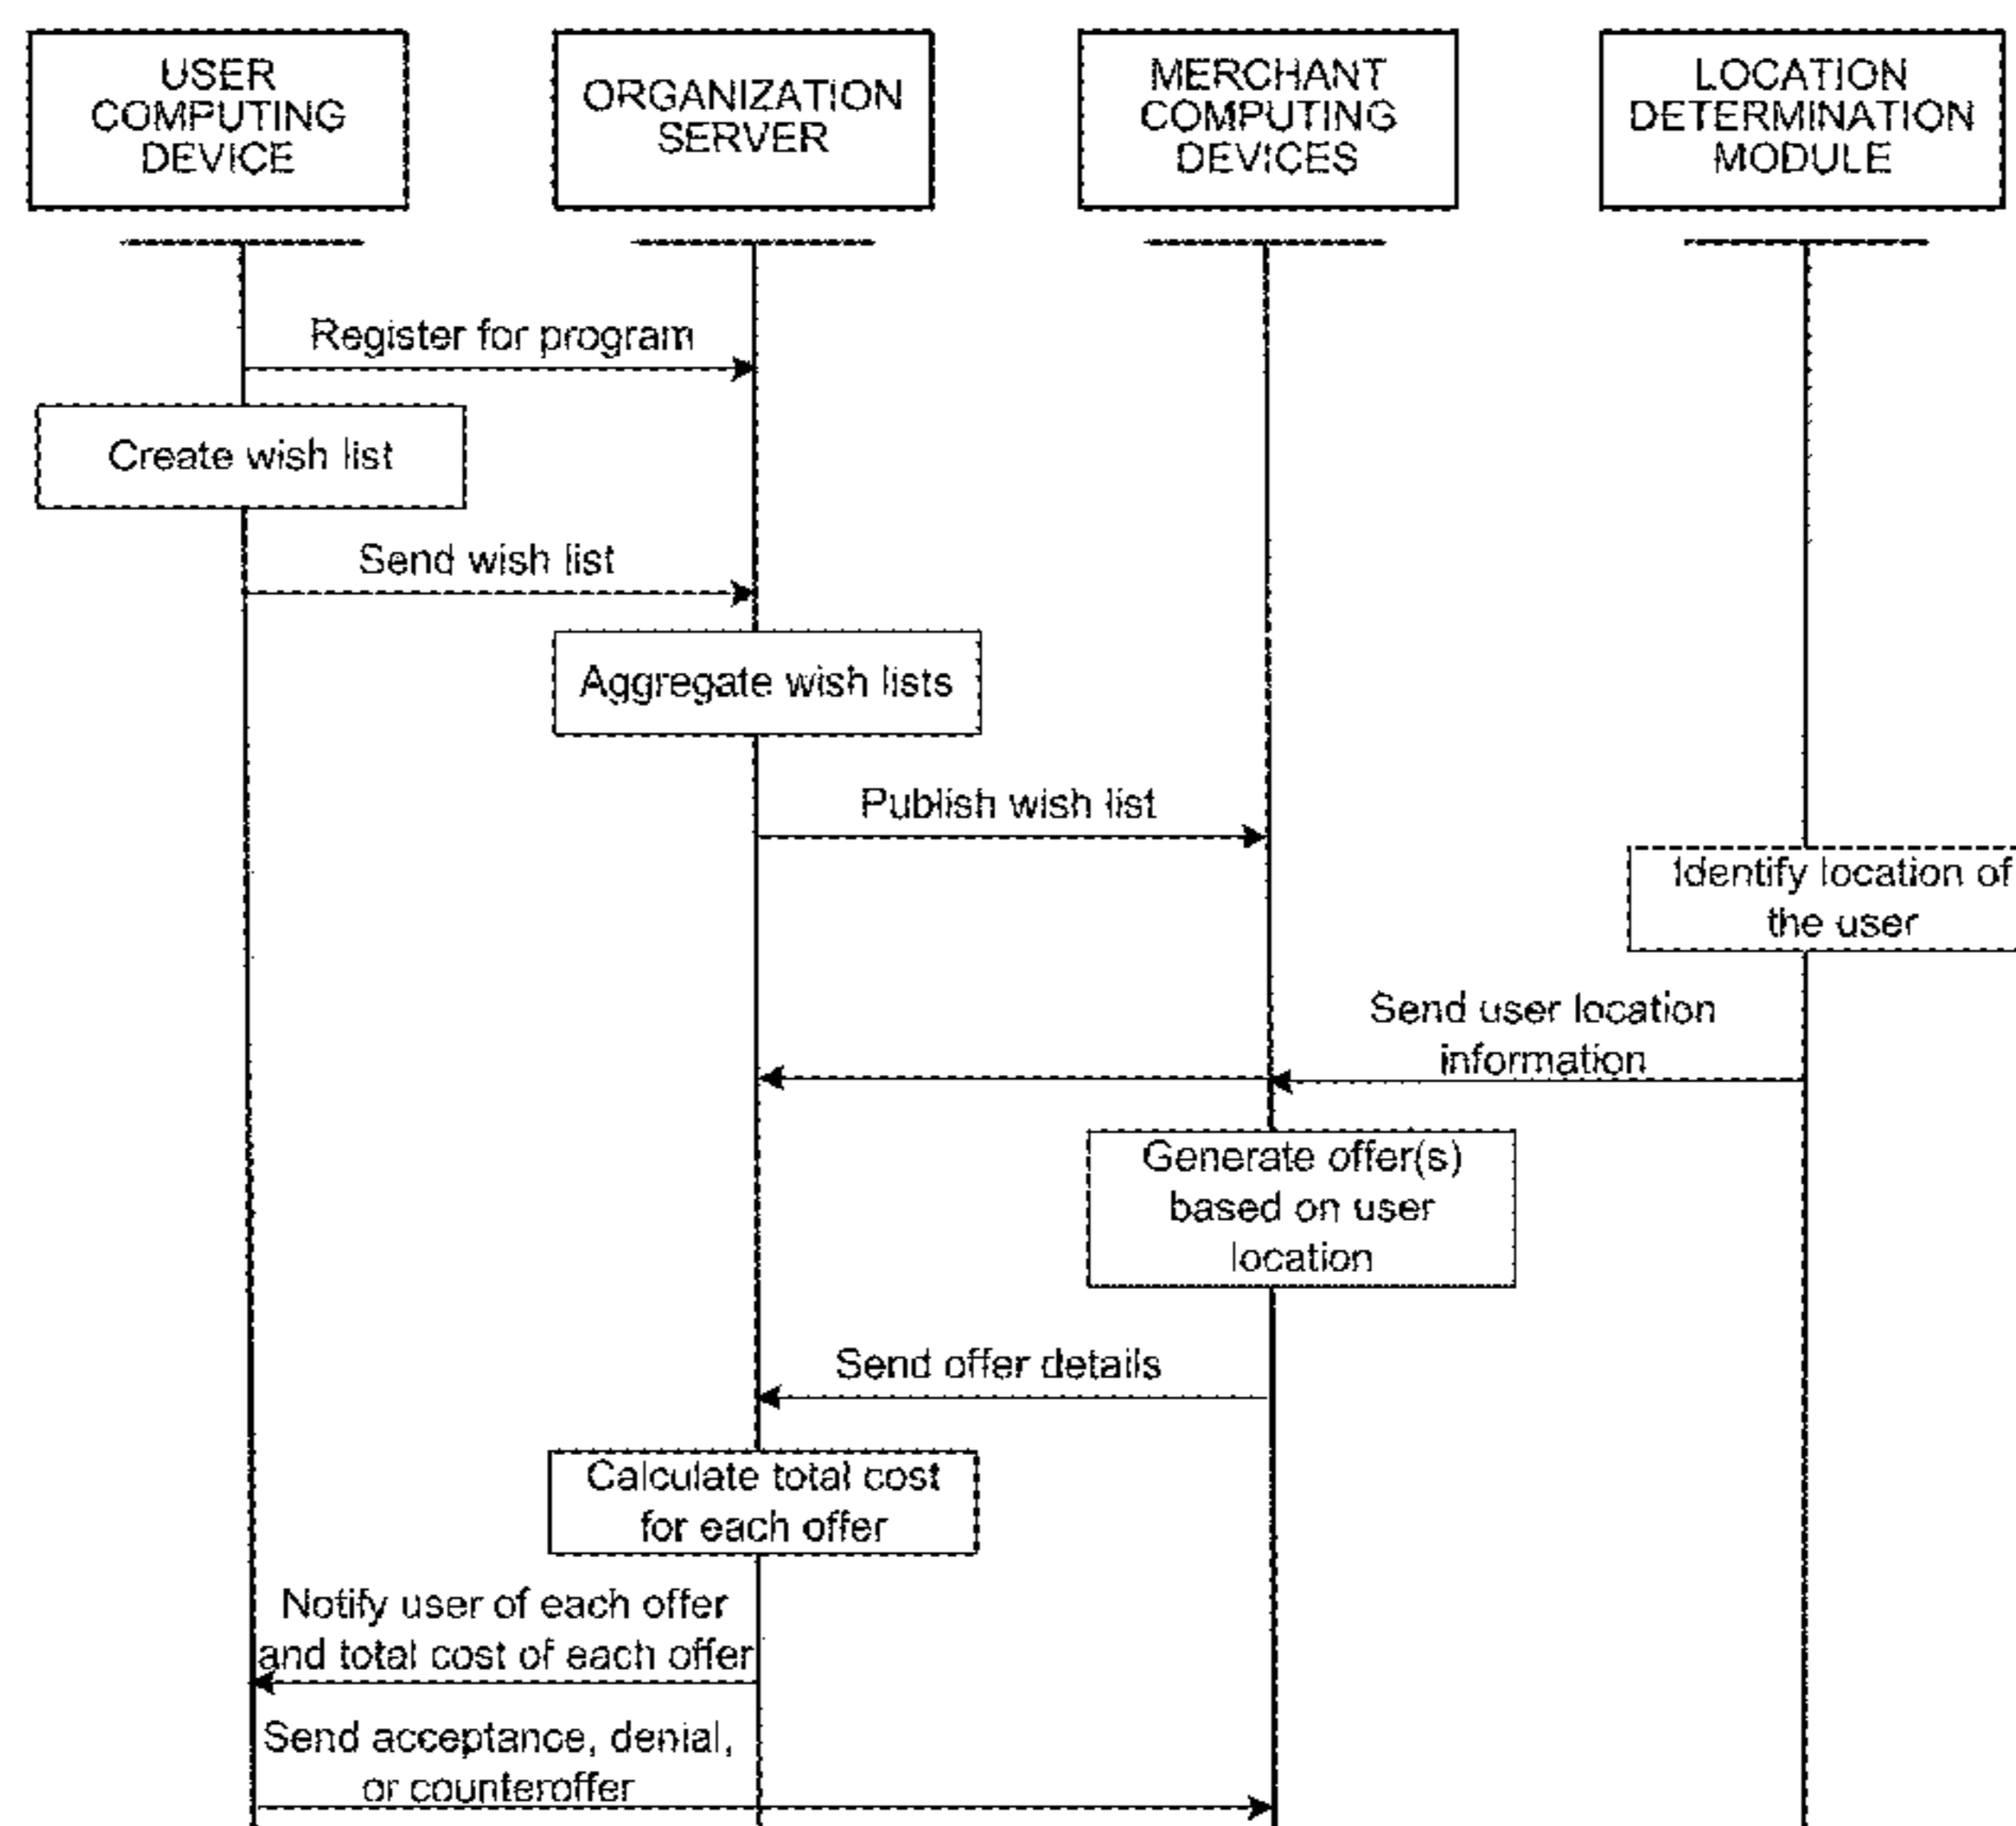 USER
COMPUTING
DEVICE
ORGANIZATION
SERVER
MERCHANT
COMPUTING
DEVICES
LOCATION
DETERMINATION
MODULE
Register for program
Create wish list
Send wish list
Aggregate wish lists
Publish wish list
Identify location of
the user
Send user location
information
Generate offer(s)
based on user
location
Send offer details
Calculate total cost
for each offer
Notify user of each offer
and total cost of each offer
Send acceptance, denial,
or counteroffer